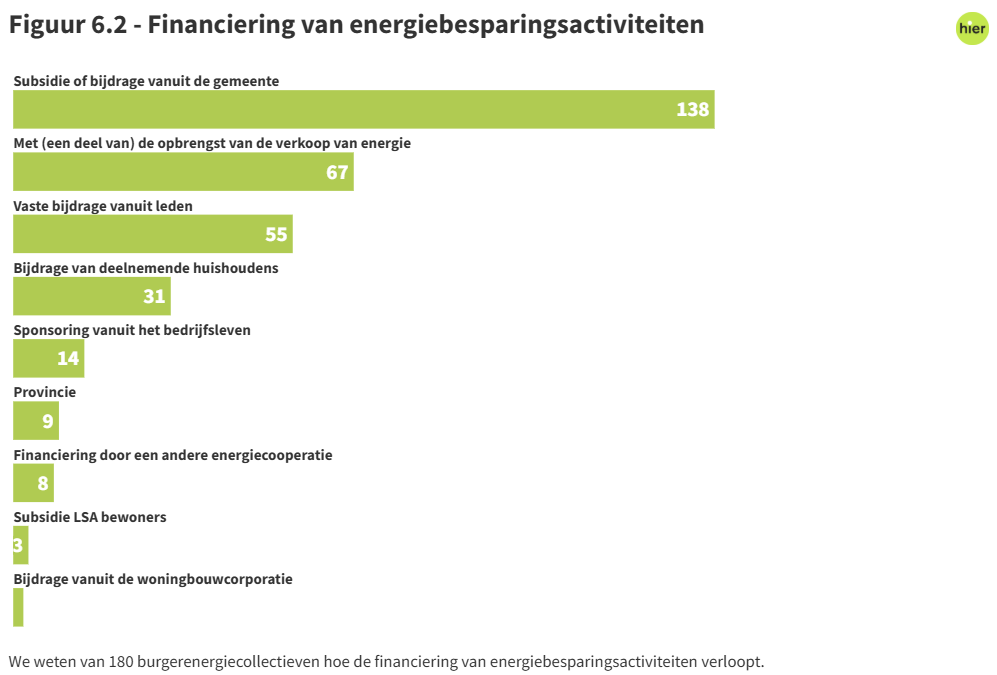 Figuur 6.2 - Financiering van energiebesparingsactiviteiten
hier
Subsidie of bijdrage vanuit de gemeente
138
Met (een deel van) de opbrengst van de verkoop van energie
67
Vaste bijdrage vanuit leden
55
Bijdrage van deelnemende huishoudens
31
Sponsoring vanuit het bedrijfsleven
14
Provincie
9
Financiering door een andere energiecooperatie
8
Subsidie LSA bewoners
3
Bijdrage vanuit de woningbouwcorporatie
We weten van 180 burgerenergiecollectieven hoe de financiering van energiebesparingsactiviteiten verloopt.